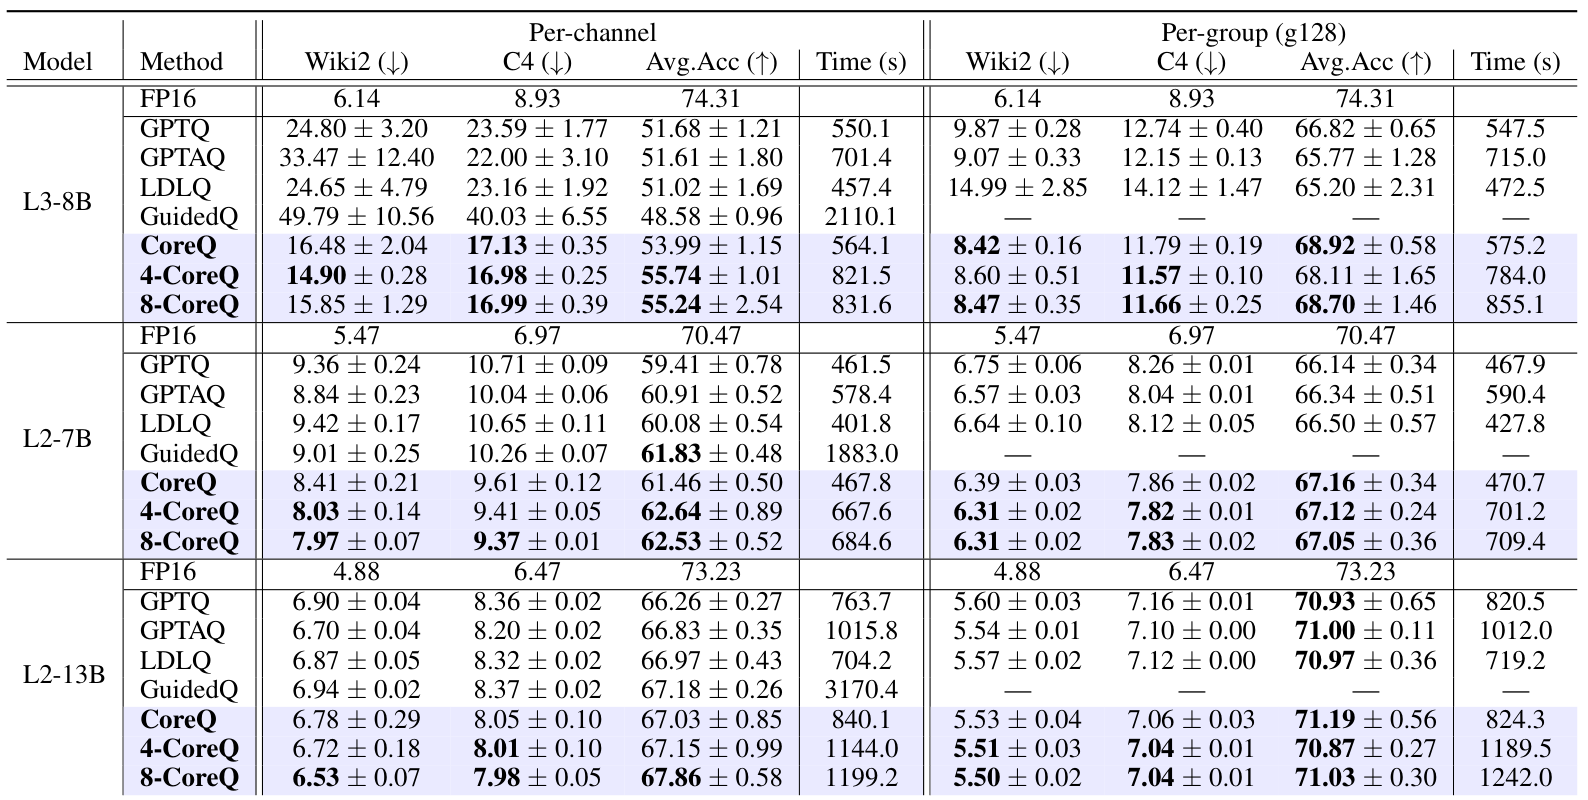 Per-channel Per-group (g128)
Model Method Wiki2 (↓) C4 (↓) Avg.Acc (↑) Time (s) Wiki2 (↓) C4 (↓) Avg.Acc (↑) Time (s)
FP16 6.14 8.93 74.31 6.14 8.93 74.31
GPTQ 24.80 ± 3.20 23.59 ± 1.77 51.68 ± 1.21 550.1 9.87 ± 0.28 12.74 ± 0.40 66.82 ± 0.65 547.5
GPTAQ 33.47 ± 12.40 22.00 ± 3.10 51.61 ± 1.80 701.4 9.07 ± 0.33 12.15 ± 0.13 65.77 ± 1.28 715.0
L3-8B LDLQ 24.65 ± 4.79 23.16 ± 1.92 51.02 ± 1.69 457.4 14.99 ± 2.85 14.12 ± 1.47 65.20 ± 2.31 472.5
GuidedQ 49.79 ± 10.56 40.03 ± 6.55 48.58 ± 0.96 2110.1 — — — —
CoreQ 16.48 ± 2.04 17.13 ± 0.35 53.99 ± 1.15 564.1 8.42 ± 0.16 11.79 ± 0.19 68.92 ± 0.58 575.2
4-CoreQ 14.90 ± 0.28 16.98 ± 0.25 55.74 ± 1.01 821.5 8.60 ± 0.51 11.57 ± 0.10 68.11 ± 1.65 784.0
8-CoreQ 15.85 ± 1.29 16.99 ± 0.39 55.24 ± 2.54 831.6 8.47 ± 0.35 11.66 ± 0.25 68.70 ± 1.46 855.1
FP16 5.47 6.97 70.47 5.47 6.97 70.47
GPTQ 9.36 ± 0.24 10.71 ± 0.09 59.41 ± 0.78 461.5 6.75 ± 0.06 8.26 ± 0.01 66.14 ± 0.34 467.9
GPTAQ 8.84 ± 0.23 10.04 ± 0.06 60.91 ± 0.52 578.4 6.57 ± 0.03 8.04 ± 0.01 66.34 ± 0.51 590.4
L2-7B LDLQ 9.42 ± 0.17 10.65 ± 0.11 60.08 ± 0.54 401.8 6.64 ± 0.10 8.12 ± 0.05 66.50 ± 0.57 427.8
GuidedQ 9.01 ± 0.25 10.26 ± 0.07 61.83 ± 0.48 1883.0 — — — —
CoreQ 8.41 ± 0.21 9.61 ± 0.12 61.46 ± 0.50 467.8 6.39 ± 0.03 7.86 ± 0.02 67.16 ± 0.34 470.7
4-CoreQ 8.03 ± 0.14 9.41 ± 0.05 62.64 ± 0.89 667.6 6.31 ± 0.02 7.82 ± 0.01 67.12 ± 0.24 701.2
8-CoreQ 7.97 ± 0.07 9.37 ± 0.01 62.53 ± 0.52 684.6 6.31 ± 0.02 7.83 ± 0.02 67.05 ± 0.36 709.4
FP16 4.88 6.47 73.23 4.88 6.47 73.23
GPTQ 6.90 ± 0.04 8.36 ± 0.02 66.26 ± 0.27 763.7 5.60 ± 0.03 7.16 ± 0.01 70.93 ± 0.65 820.5
GPTAQ 6.70 ± 0.04 8.20 ± 0.02 66.83 ± 0.35 1015.8 5.54 ± 0.01 7.10 ± 0.00 71.00 ± 0.11 1012.0
L2-13B LDLQ 6.87 ± 0.05 8.32 ± 0.02 66.97 ± 0.43 704.2 5.57 ± 0.02 7.12 ± 0.00 70.97 ± 0.36 719.2
GuidedQ 6.94 ± 0.02 8.37 ± 0.02 67.18 ± 0.26 3170.4 — — — —
CoreQ 6.78 ± 0.29 8.05 ± 0.10 67.03 ± 0.85 840.1 5.53 ± 0.04 7.06 ± 0.03 71.19 ± 0.56 824.3
4-CoreQ 6.72 ± 0.18 8.01 ± 0.10 67.15 ± 0.99 1144.0 5.51 ± 0.03 7.04 ± 0.01 70.87 ± 0.27 1189.5
8-CoreQ 6.53 ± 0.07 7.98 ± 0.05 67.86 ± 0.58 1199.2 5.50 ± 0.02 7.04 ± 0.01 71.03 ± 0.30 1242.0